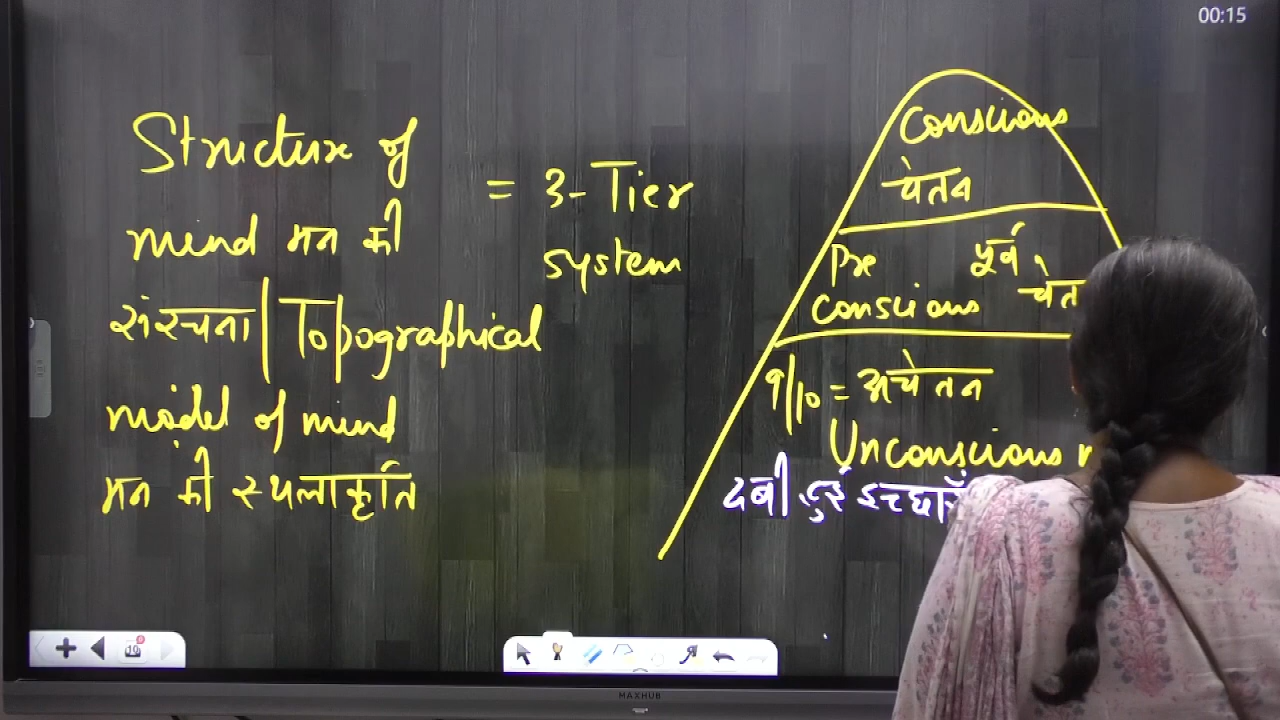 00:15
Structure of
mind मन की
संरचना / Topographical
model of mind
मन की स्थलाकृति
= 3-Tier
system
Conscious
चेतन
Pre पूर्व
conscious
9/10 = अचेतन
Unconscious
दबी हुई इच्छाएँ
MAXHUB